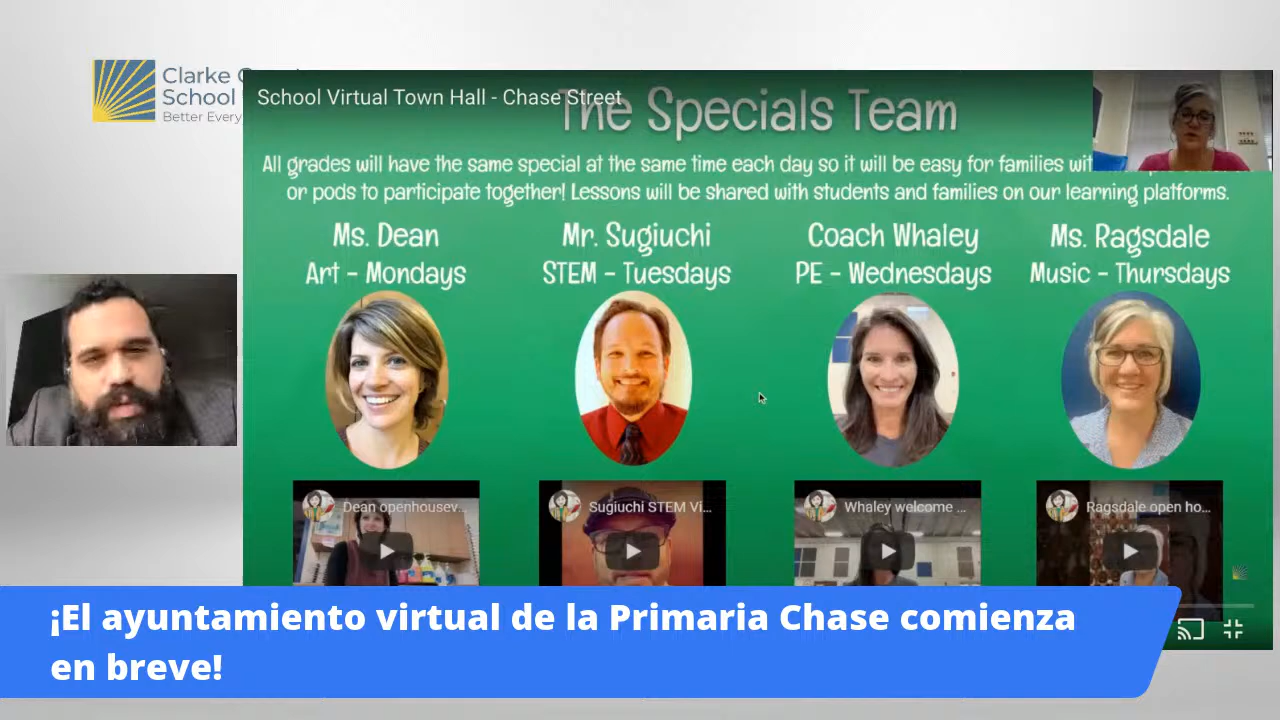 Clarke
School
Better Every
School Virtual Town Hall - Chase Street
The Specials Team
All grades will have the same special at the same time each day so it will be easy for families
or pods to participate together! Lessons will be shared with students and families on our learning platforms.
Ms. Dean
Art - Mondays
Mr. Sugiuchi
STEM - Tuesdays
Coach Whaley
PE - Wednesdays
Ms. Ragsdale
Music - Thursdays
Dean openhousev...
Sugiuchi STEM Vi...
Whaley welcome ...
Ragsdale open ho...
¡El ayuntamiento virtual de la Primaria Chase comienza
en breve!